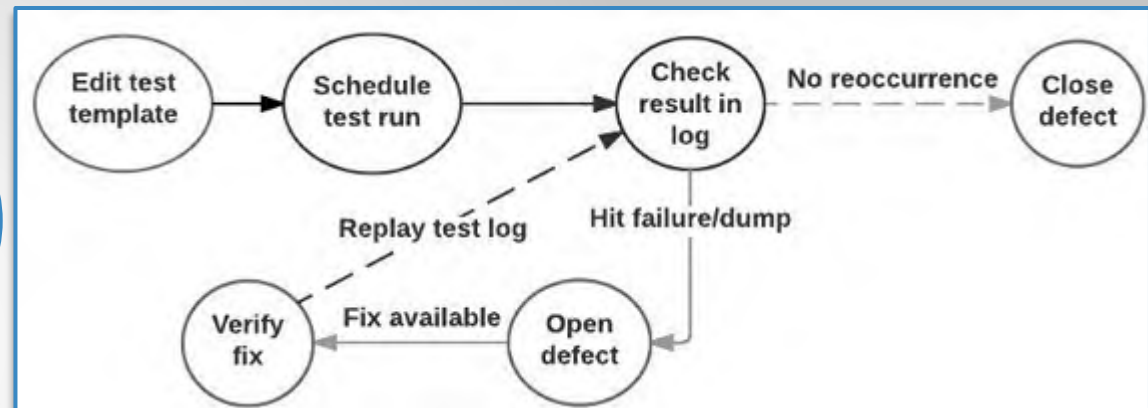 Edit test
template
Schedule
test run
Check
result in
log
No reoccurrence
Close
defect
Replay test log
Hit failure/dump
Verify
fix
Fix available
Open
defect